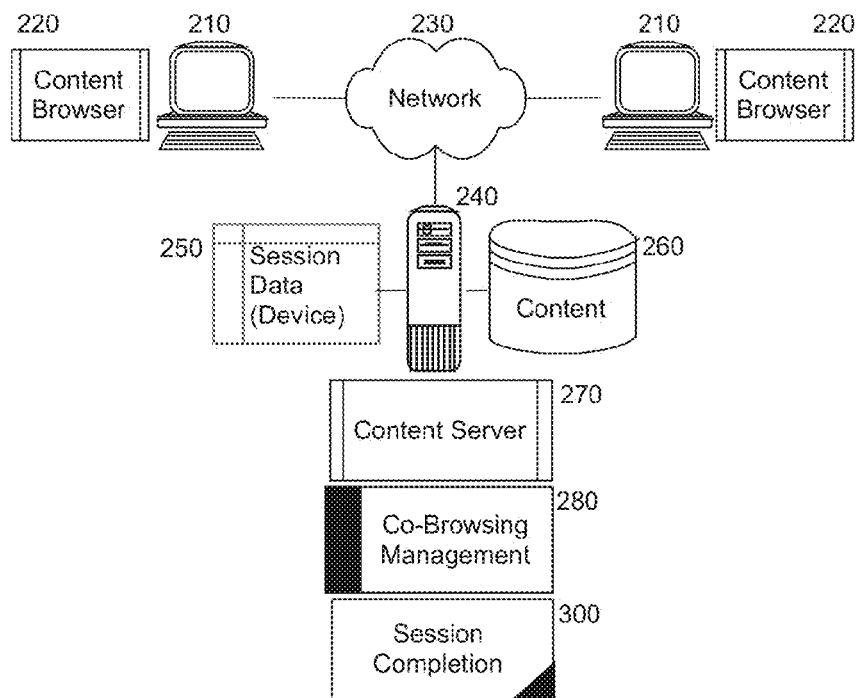 220 210 230 210 220
Content Browser
Network
Content Browser
240
250
Session Data (Device)
260
Content
270
Content Server
280
Co-Browsing Management
300
Session Completion